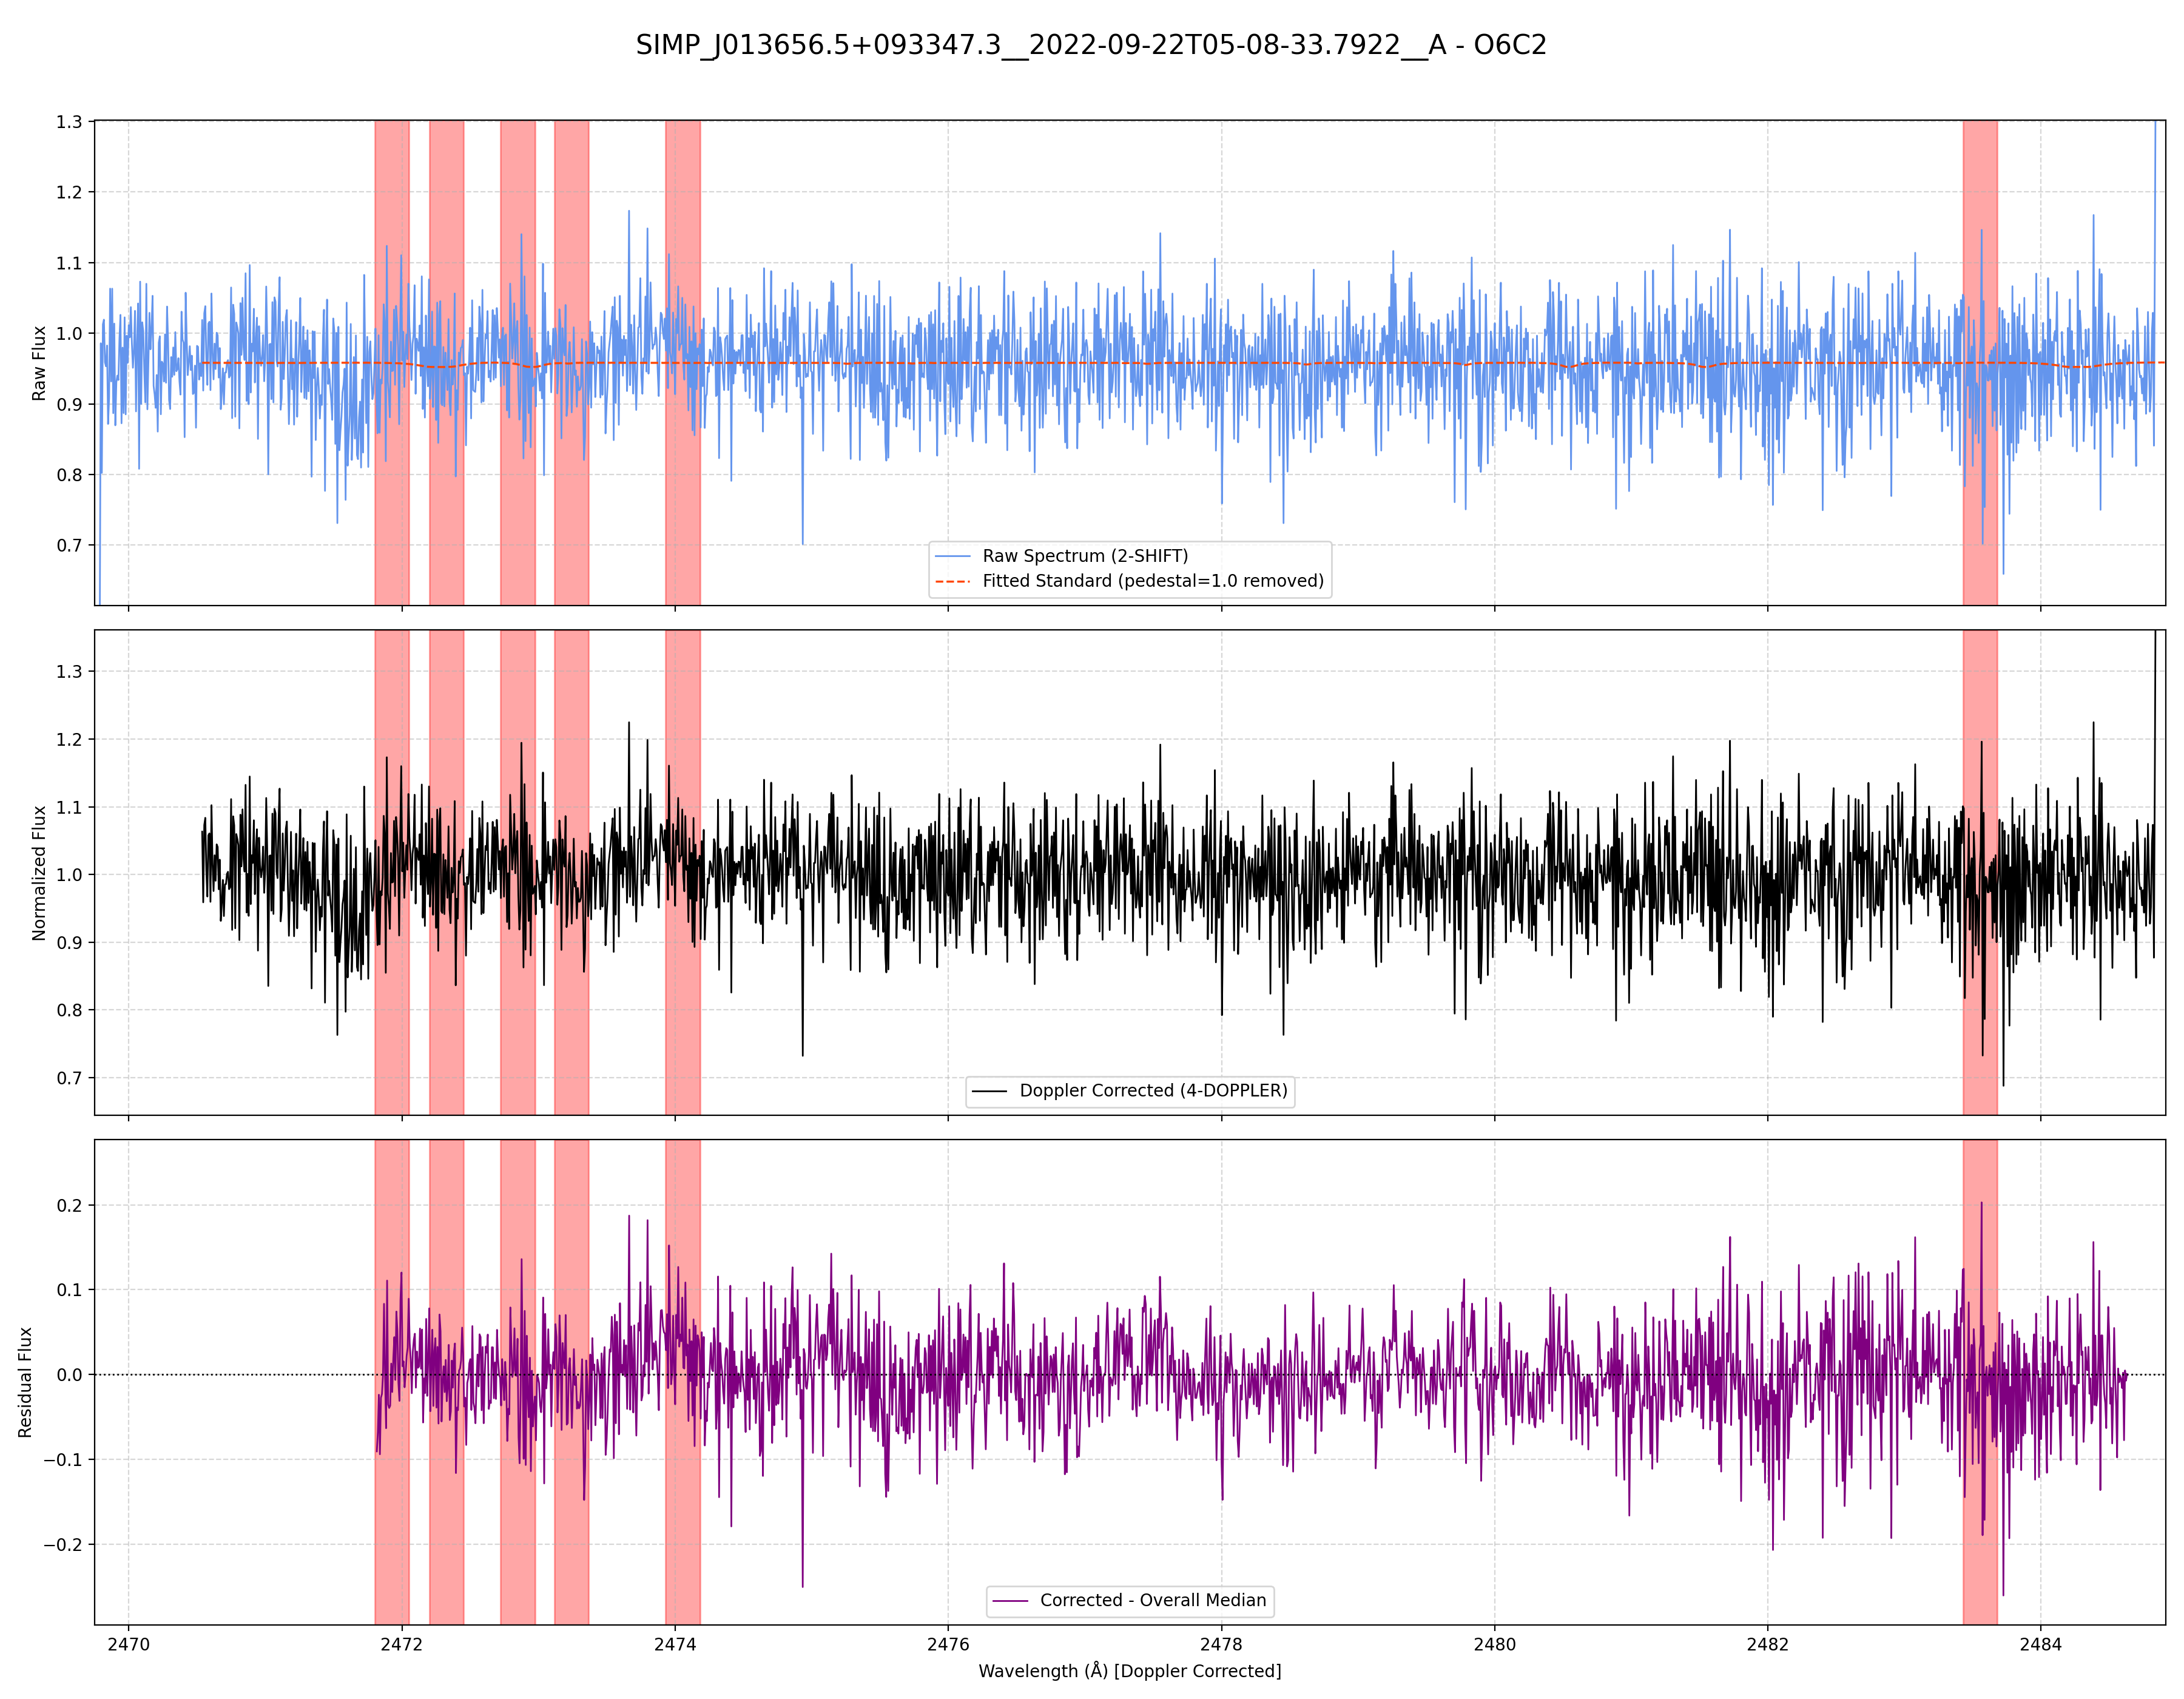 SIMP_J013656.5+093347.3__2022-09-22T05-08-33.7922__A - O6C2
1.3
1.2
1.1
1.0
0.9
0.8
0.7
Raw Flux
Raw Spectrum (2-SHIFT)
Fitted Standard (pedestal=1.0 removed)
1.3
1.2
1.1
1.0
0.9
0.8
0.7
Normalized Flux
Doppler Corrected (4-DOPPLER)
0.2
0.1
0.0
−0.1
−0.2
Residual Flux
Corrected - Overall Median
2470 2472 2474 2476 2478 2480 2482 2484
Wavelength (Å) [Doppler Corrected]